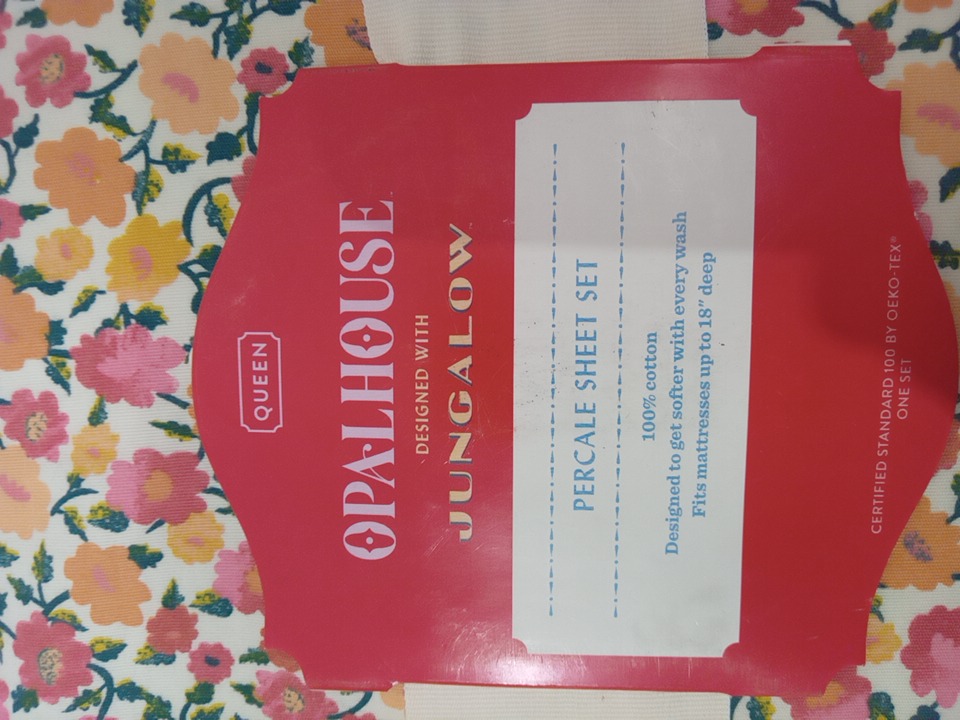 QUEEN
OPALHOUSE
DESIGNED WITH
JUNGALOW™
PERCALE SHEET SET
100% cotton
Designed to get softer with every wash
Fits mattresses up to 18" deep
CERTIFIED STANDARD 100 BY OEKO-TEX®
ONE SET